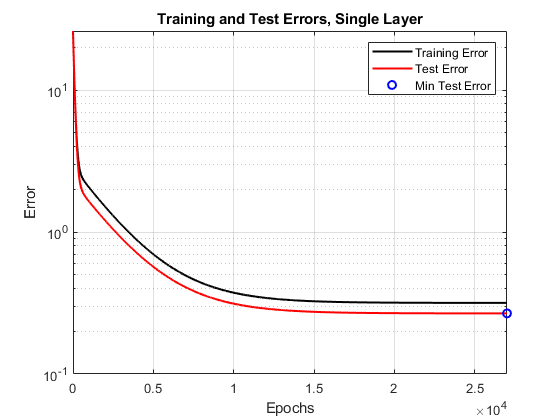 Training and Test Errors, Single Layer
Training Error
Test Error
Min Test Error
10^1
10^0
10^-1
Error
0 0.5 1 1.5 2 2.5
×10^4
Epochs